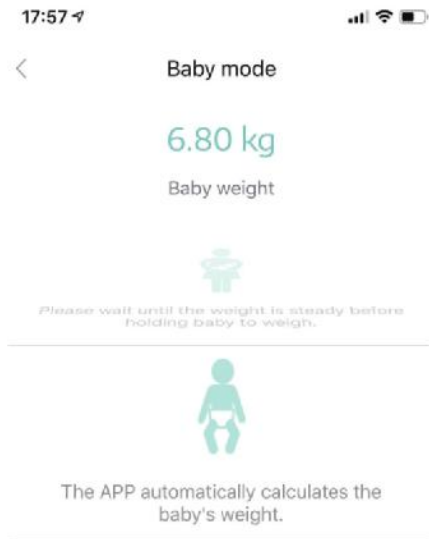 17:57
Baby mode
6.80 kg
Baby weight
Please wait until the weight is steady before
holding baby to weigh.
The APP automatically calculates the
baby's weight.